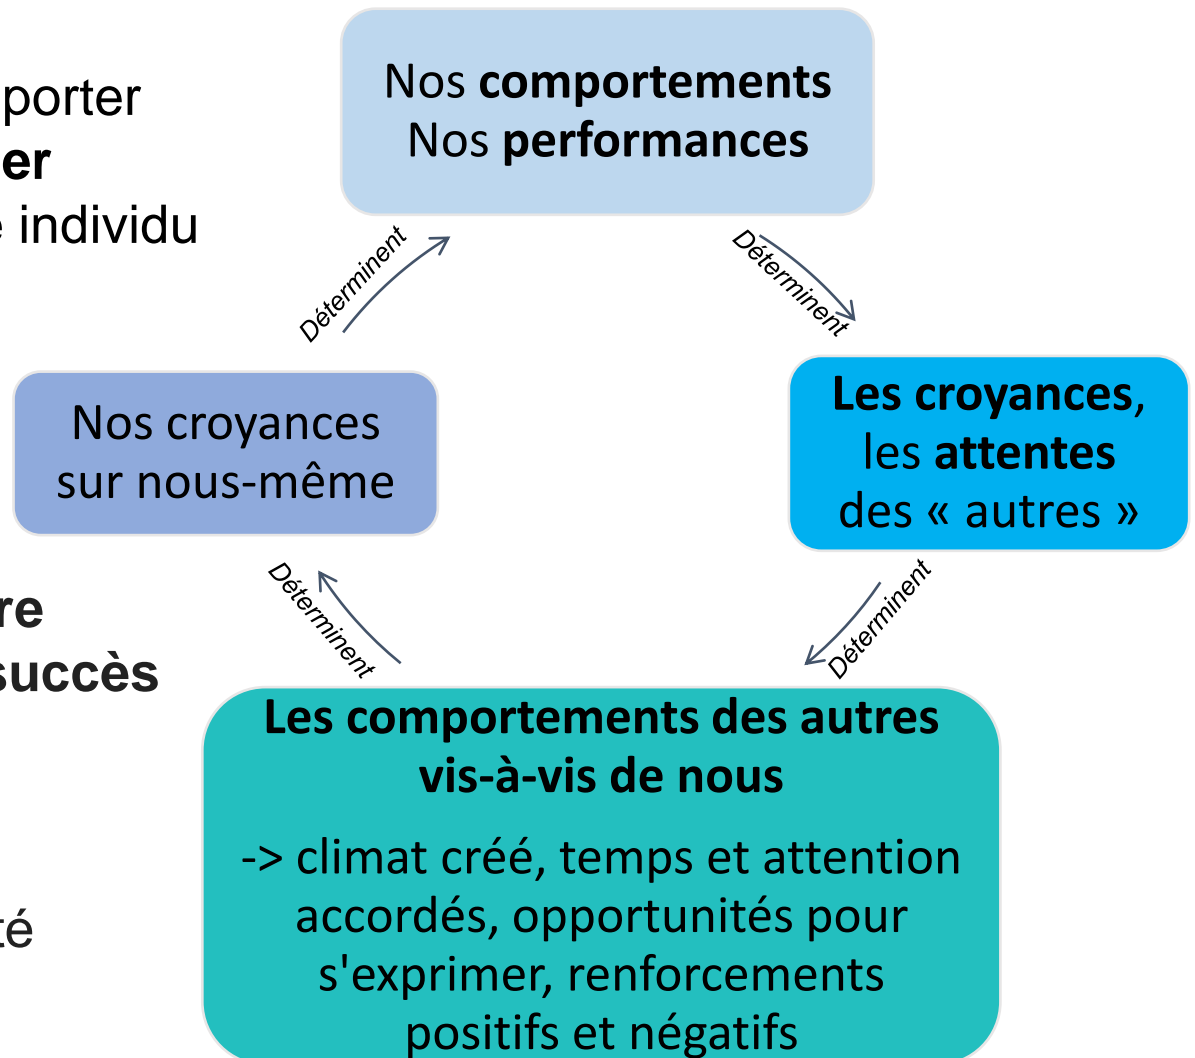 Nos comportements
Nos performances
porter
er
individu
Déterminent
Déterminent
Nos croyances
sur nous-même
Les croyances,
les attentes
des « autres »
re
succès
Déterminent
Déterminent
Les comportements des autres
vis-à-vis de nous
-> climat créé, temps et attention
accordés, opportunités pour
s'exprimer, renforcements
positifs et négatifs
té